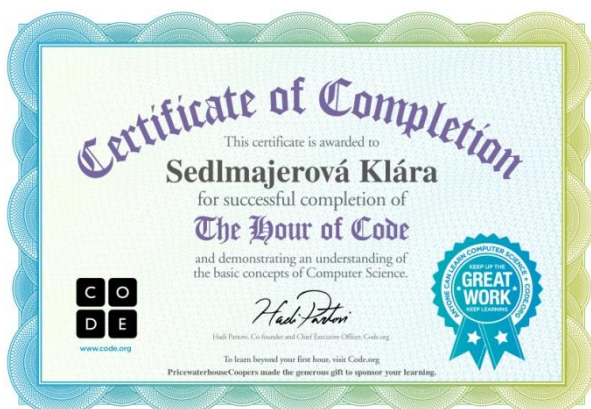 Certificate of Completion
This certificate is awarded to
Sedlmajerová Klára
for successful completion of
The Hour of Code
and demonstrating an understanding of
the basic concepts of Computer Science.
Hadi Partovi
Hadi Partovi, Co-founder and Chief Executive Officer, Code.org
To learn beyond your first hour, visit Code.org
PricewaterhouseCoopers made the generous gift to sponsor your learning.
C O
D E
www.code.org
ANYONE CAN LEARN COMPUTER SCIENCE • CODE.ORG
KEEP UP THE
GREAT
WORK
KEEP LEARNING